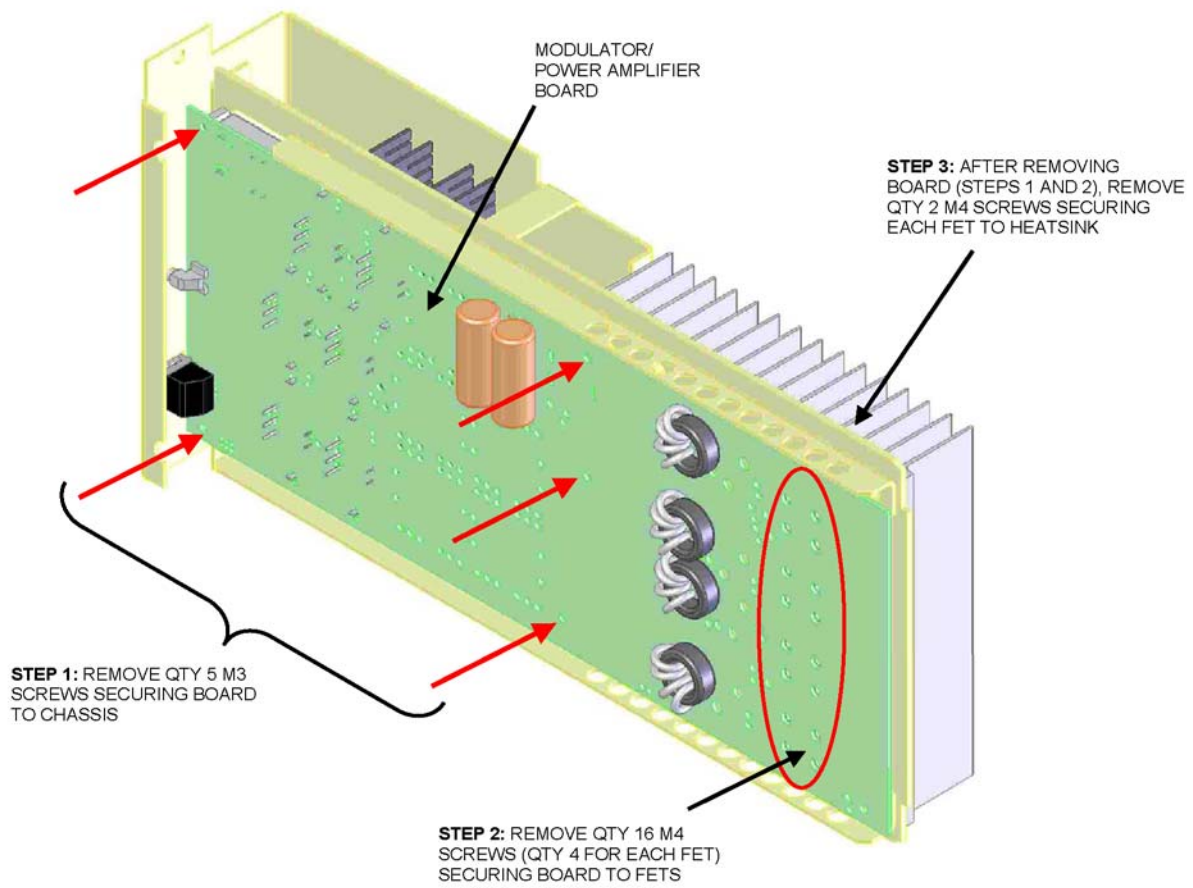 MODULATOR/
POWER AMPLIFIER
BOARD
STEP 3: AFTER REMOVING
BOARD (STEPS 1 AND 2), REMOVE
QTY 2 M4 SCREWS SECURING
EACH FET TO HEATSINK
STEP 1: REMOVE QTY 5 M3
SCREWS SECURING BOARD
TO CHASSIS
STEP 2: REMOVE QTY 16 M4
SCREWS (QTY 4 FOR EACH FET)
SECURING BOARD TO FETS